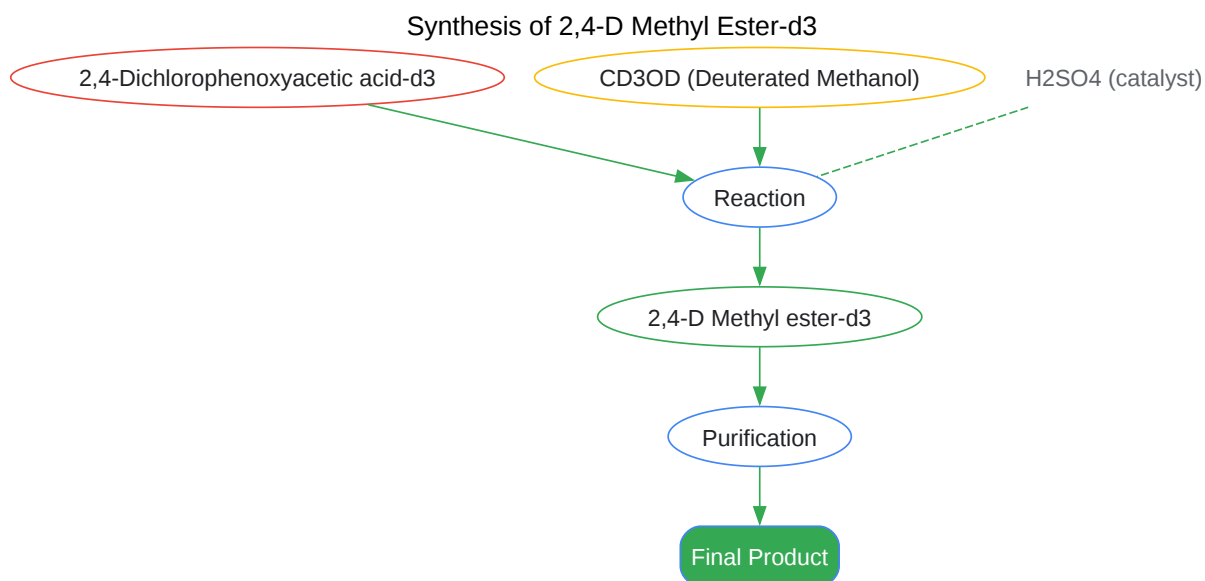 Synthesis of 2,4-D Methyl Ester-d3
2,4-Dichlorophenoxyacetic acid-d3
CD3OD (Deuterated Methanol)
H2SO4 (catalyst)
Reaction
2,4-D Methyl ester-d3
Purification
Final Product